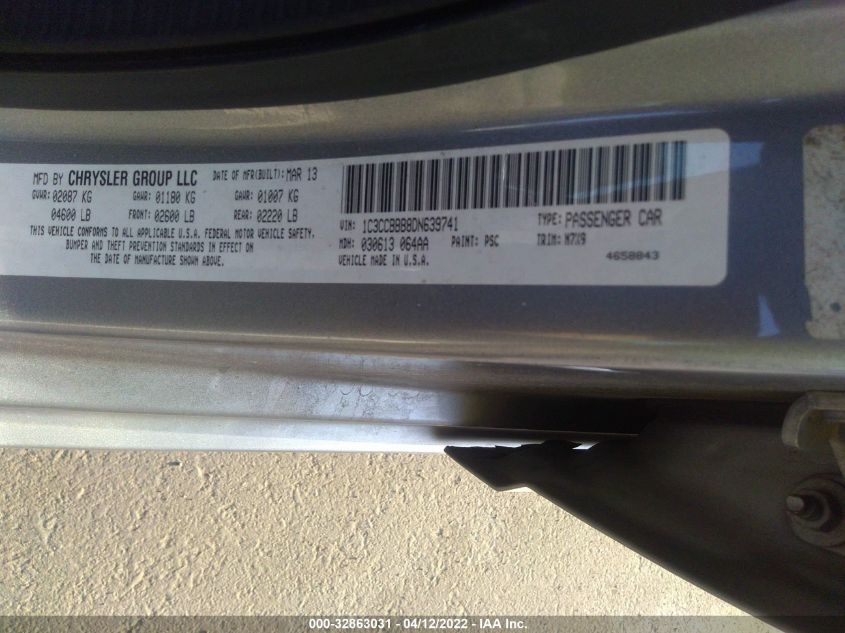 MFD BY CHRYSLER GROUP LLC DATE OF MFR(BUILT): MAR 13
GVWR: 02087 KG GAWR: 01180 KG GAWR: 01007 KG
04600 LB FRONT: 02600 LB REAR: 02220 LB
THIS VEHICLE CONFORMS TO ALL APPLICABLE U.S.A. FEDERAL MOTOR VEHICLE SAFETY,
BUMPER AND THEFT PREVENTION STANDARDS IN EFFECT ON
THE DATE OF MANUFACTURE SHOWN ABOVE.
VIN: 1C3CCBBB8DN639741 TYPE: PASSENGER CAR
MDH: 030613 064AA PAINT: PSC TRIM: M7X9
VEHICLE MADE IN U.S.A. 4658843
000-32863031 - 04/12/2022 - IAA Inc.